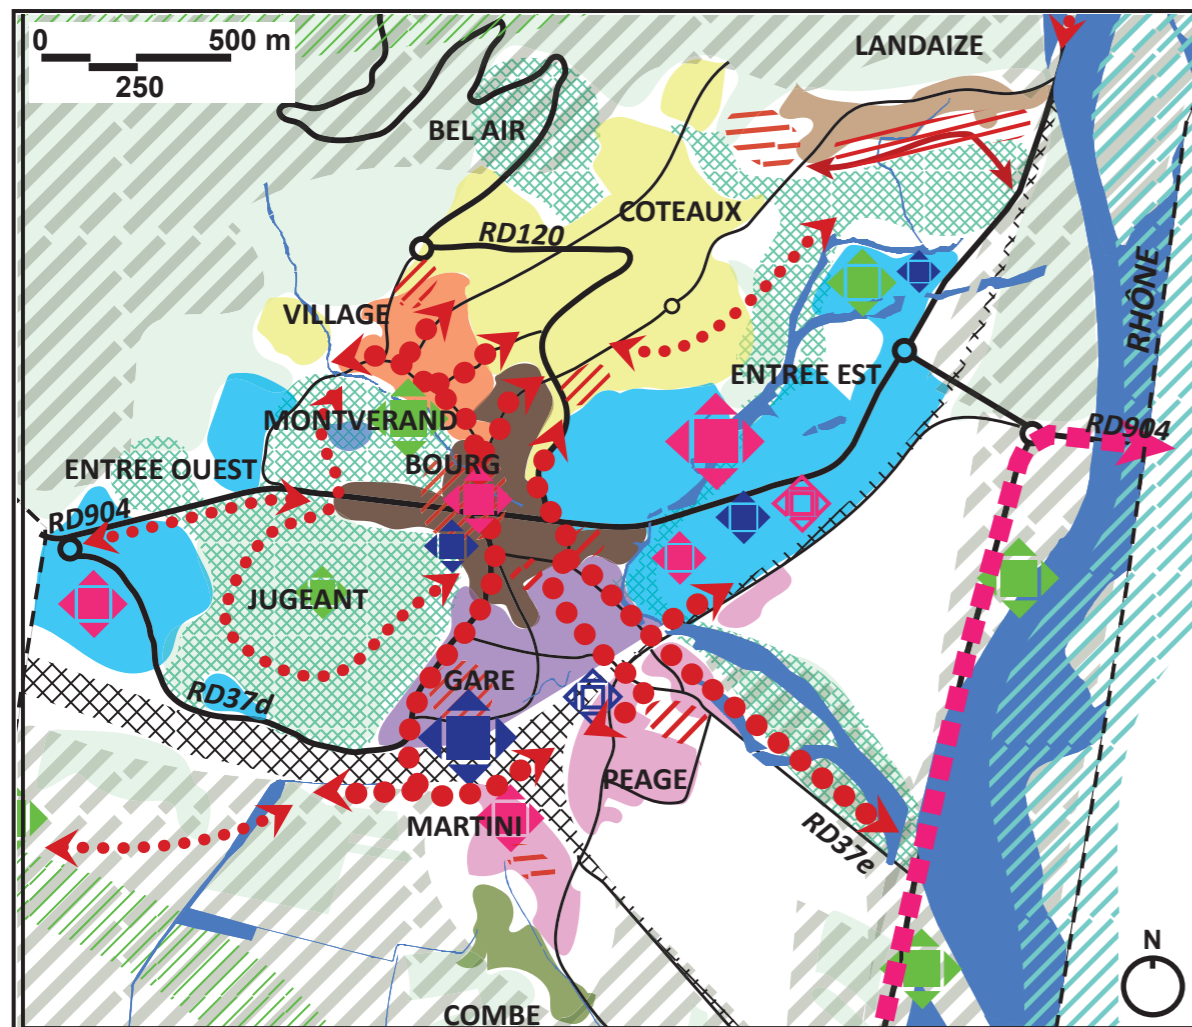 0 500 m
250
LANDAIZE
BEL AIR
COTEAUX
RD120
VILLAGE
RHÔNE
ENTREE EST
MONTVERAND
RD904
BOURG
ENTREE OUEST
RD904
JUGEANT
GARE
RD37d
PEAGE
MARTINI
RD37e
N
COMBE